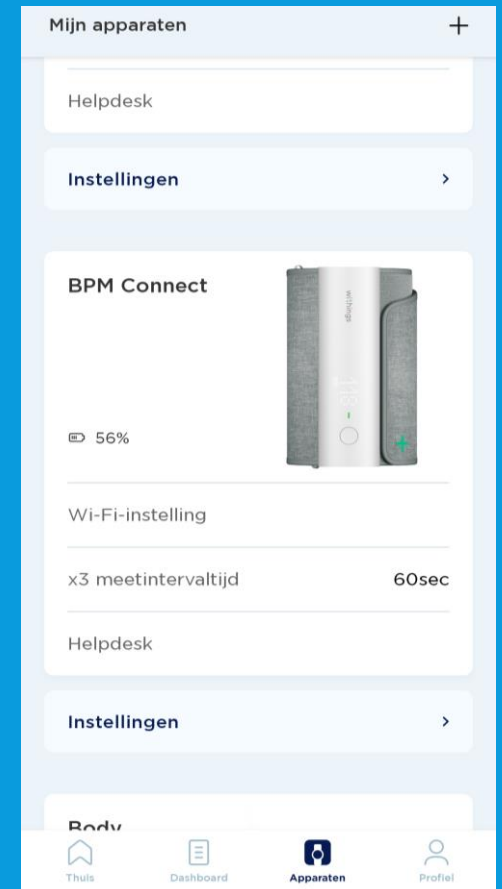 Mijn apparaten +
Helpdesk
Instellingen >
BPM Connect
withings
56%
Wi-Fi-instelling
x3 meetintervaltijd 60sec
Helpdesk
Instellingen >
Body
Thuis Dashboard Apparaten Profiel